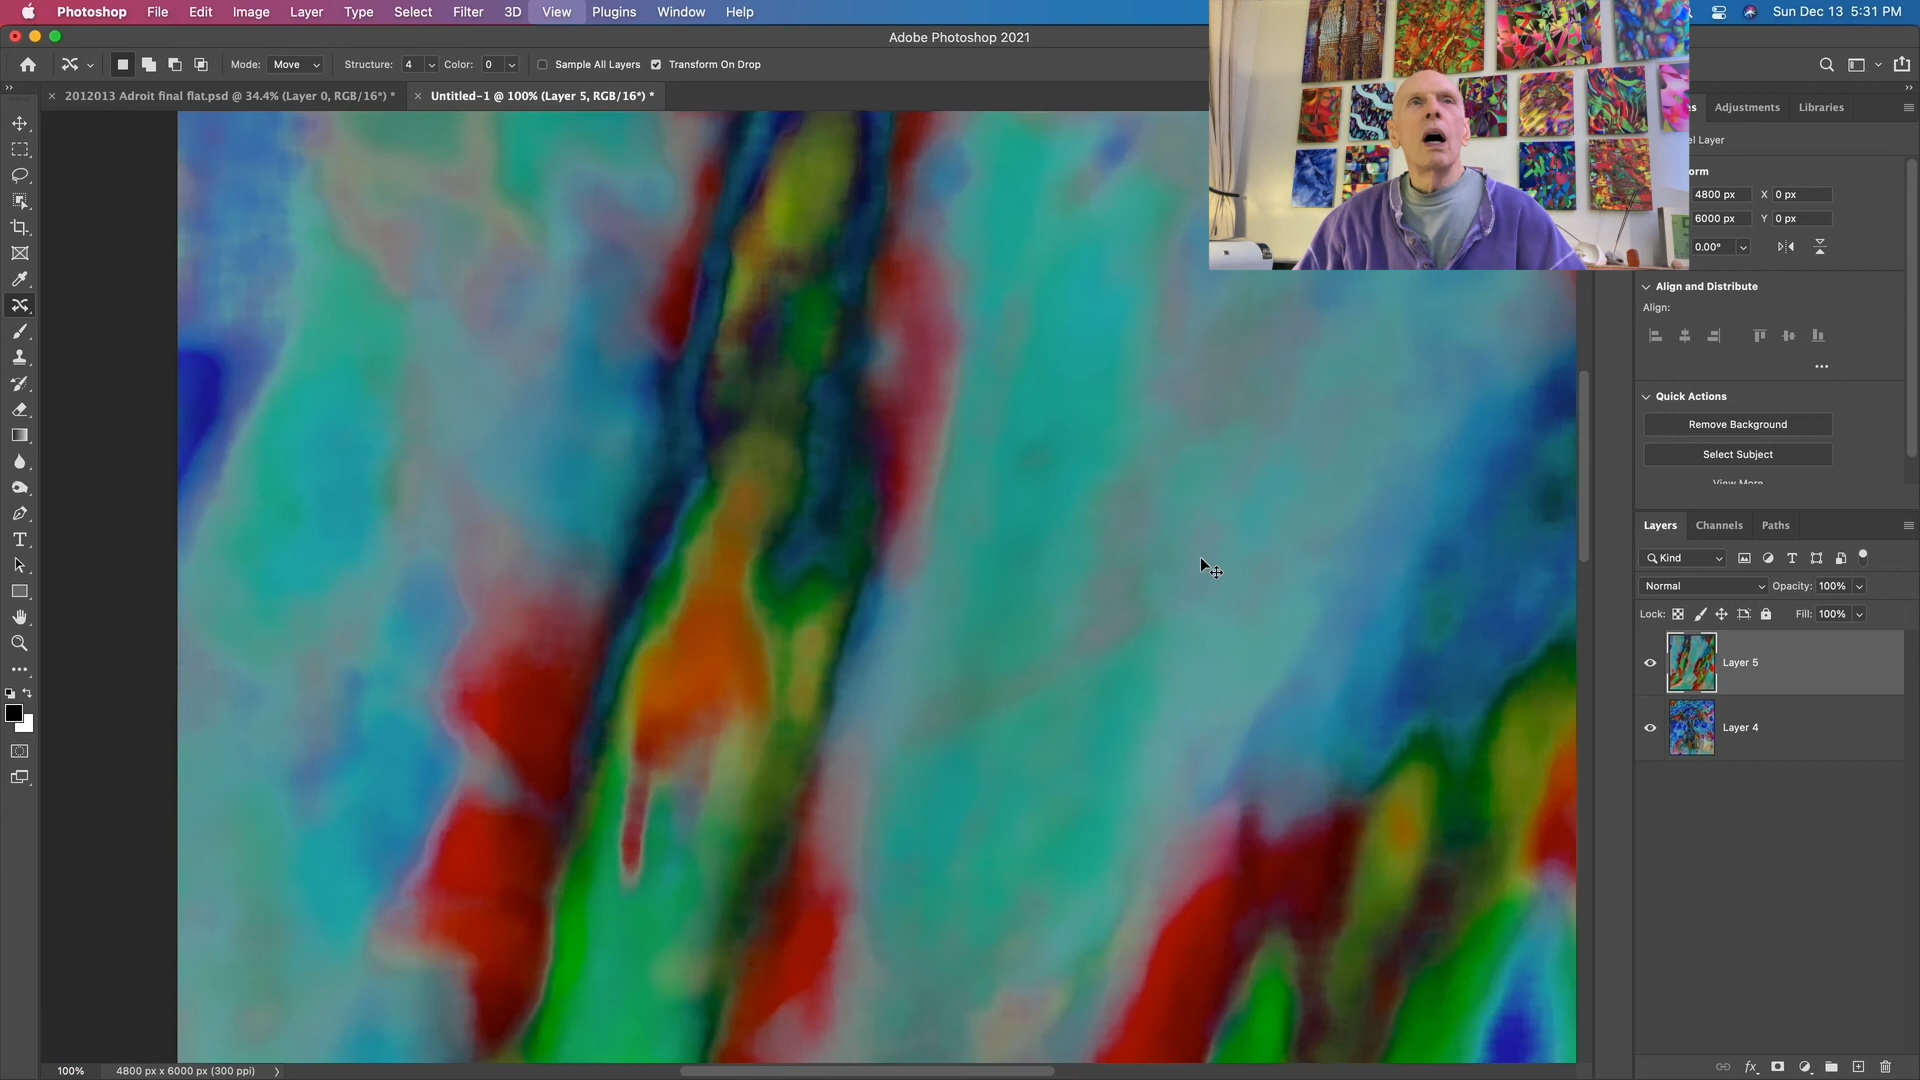 Photoshop File Edit Image Layer Type Select Filter 3D View Plugins Window Help Sun Dec 13 5:31 PM
Adobe Photoshop 2021
Mode: Move Structure: 4 Color: 0 Sample All Layers Transform On Drop
2012013 Adroit final flat.psd @ 34.4% (Layer 0, RGB/16*) * Untitled-1 @ 100% (Layer 5, RGB/16*) *
Adjustments Libraries
Layer
4800 px X 0 px
6000 px Y 0 px
0.00°
Align and Distribute
Align:
Quick Actions
Remove Background
Select Subject
View More
Layers Channels Paths
Kind
Normal Opacity: 100%
Lock: Fill: 100%
Layer 5
Layer 4
100% 4800 px x 6000 px (300 ppi)